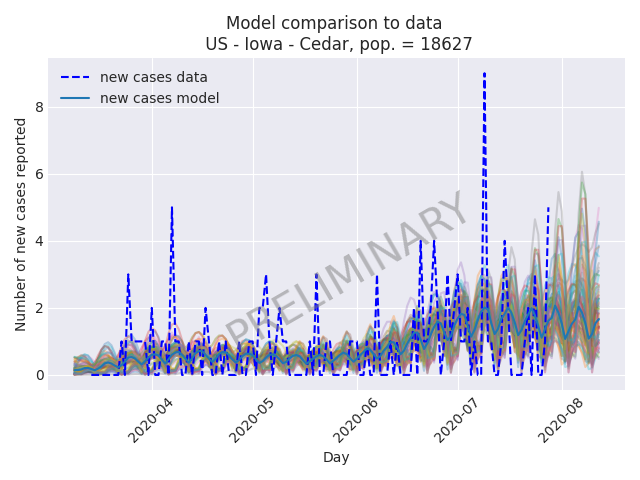 Model comparison to data
US - Iowa - Cedar, pop. = 18627
new cases data
new cases model
Number of new cases reported
8
6
4
2
0
PRELIMINARY
2020-04
2020-05
2020-06
2020-07
2020-08
Day